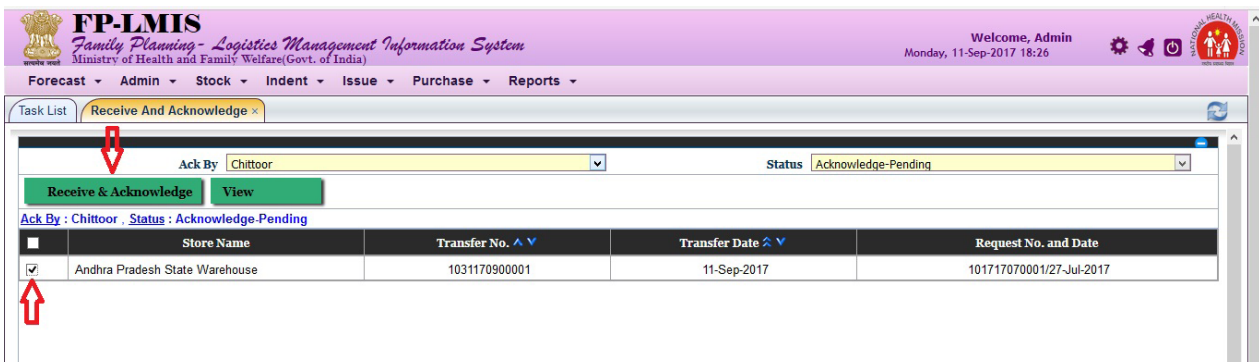 FP-LMIS
Family Planning - Logistics Management Information System
Ministry of Health and Family Welfare(Govt. of India)
Welcome, Admin
Monday, 11-Sep-2017 18:26
NATIONAL HEALTH MISSION
Forecast Admin Stock Indent Issue Purchase Reports
Task List Receive And Acknowledge ×
Ack By Chittoor Status Acknowledge-Pending
Receive & Acknowledge View
Ack By : Chittoor , Status : Acknowledge-Pending
Store Name Transfer No. Transfer Date Request No. and Date
Andhra Pradesh State Warehouse 1031170900001 11-Sep-2017 101717070001/27-Jul-2017